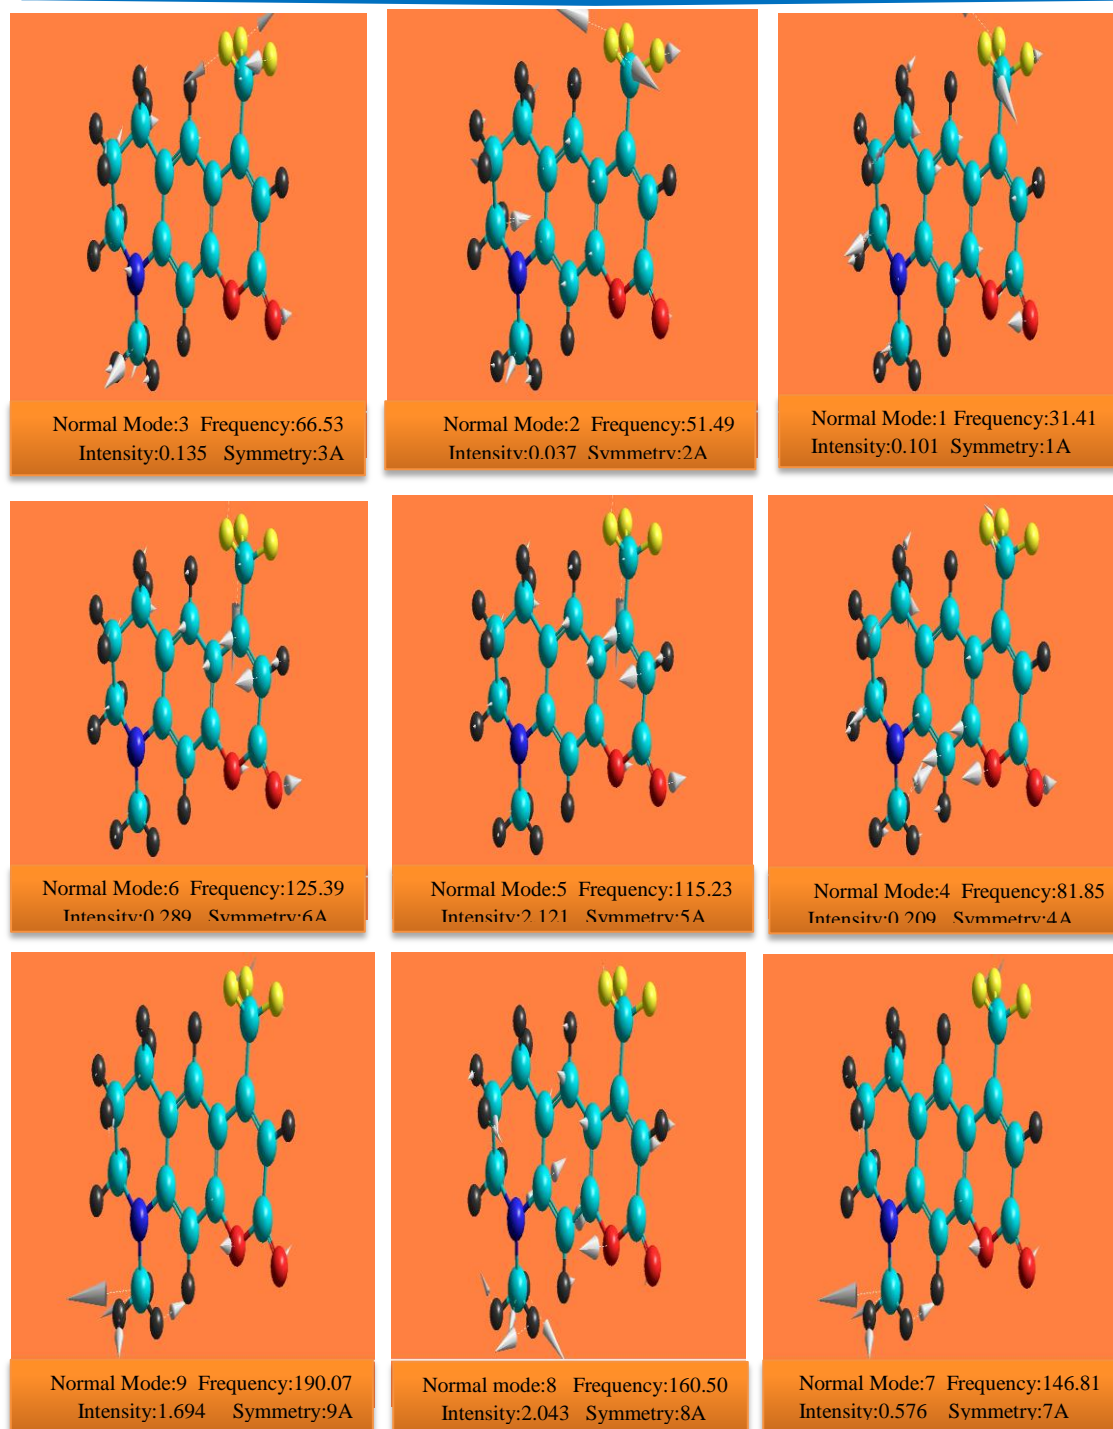 Normal Mode:3 Frequency:66.53
Intensity:0.135 Symmetry:3A
Normal Mode:2 Frequency:51.49
Intensity:0.037 Symmetry:2A
Normal Mode:1 Frequency:31.41
Intensity:0.101 Symmetry:1A
Normal Mode:6 Frequency:125.39
Intensity:0.289 Symmetry:6A
Normal Mode:5 Frequency:115.23
Intensity:2.121 Symmetry:5A
Normal Mode:4 Frequency:81.85
Intensity:0.209 Symmetry:4A
Normal Mode:9 Frequency:190.07
Intensity:1.694 Symmetry:9A
Normal mode:8 Frequency:160.50
Intensity:2.043 Symmetry:8A
Normal Mode:7 Frequency:146.81
Intensity:0.576 Symmetry:7A